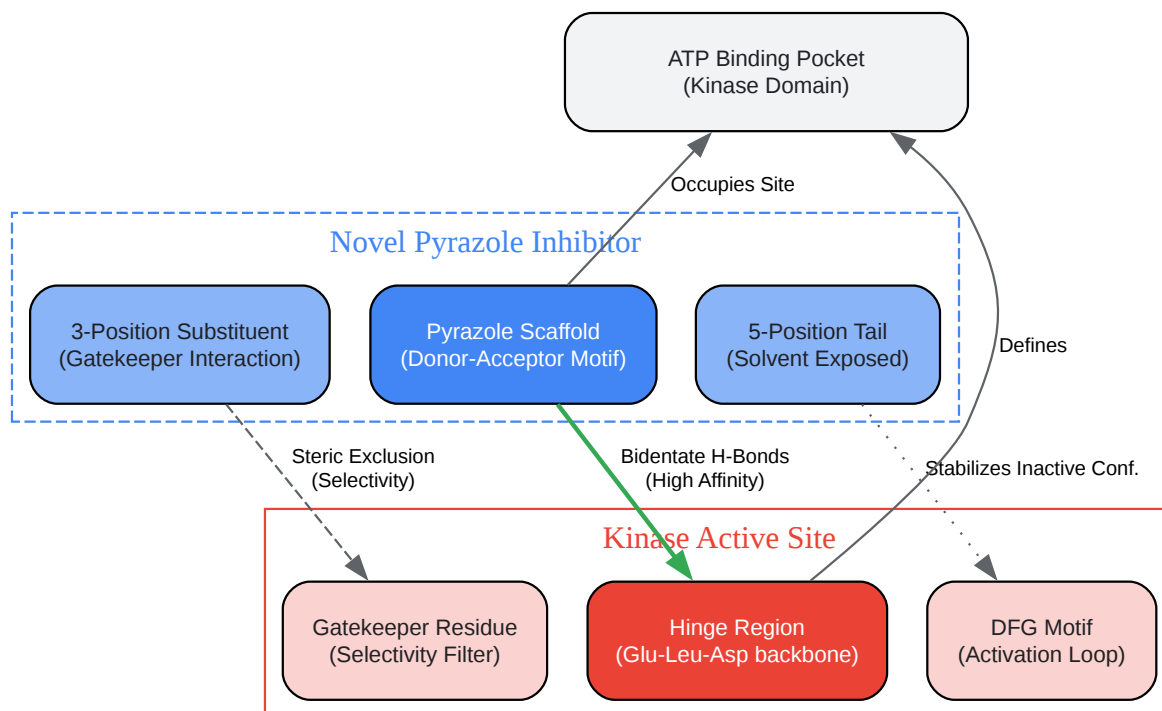 ATP Binding Pocket
(Kinase Domain)
Occupies Site
Novel Pyrazole Inhibitor
3-Position Substituent
(Gatekeeper Interaction)
Pyrazole Scaffold
(Donor-Acceptor Motif)
5-Position Tail
(Solvent Exposed)
Defines
Steric Exclusion
(Selectivity)
Bidentate H-Bonds
(High Affinity)
Stabilizes Inactive Conf.
Kinase Active Site
Gatekeeper Residue
(Selectivity Filter)
Hinge Region
(Glu-Leu-Asp backbone)
DFG Motif
(Activation Loop)